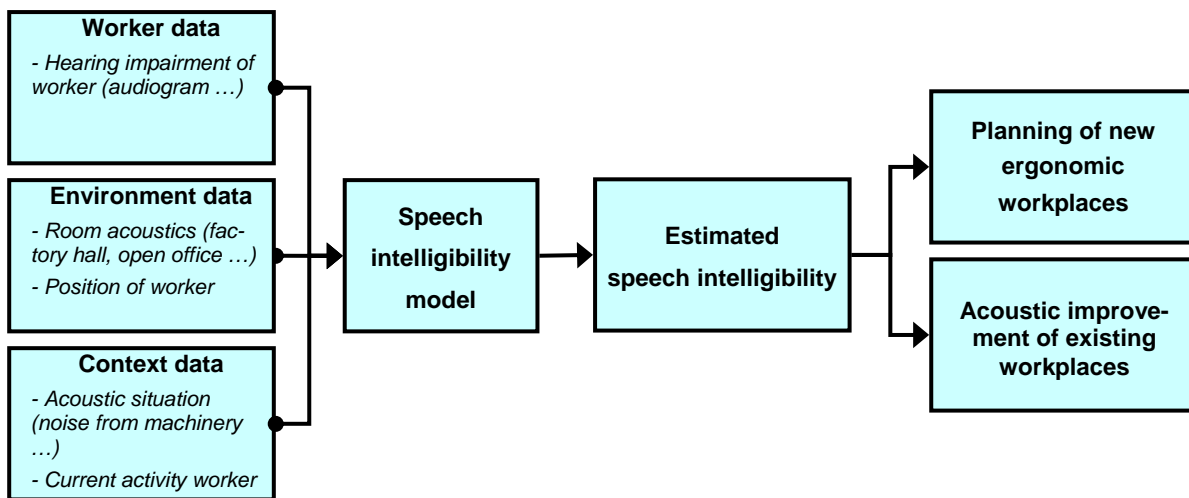 Worker data
- Hearing impairment of
worker (audiogram …)
Environment data
- Room acoustics (fac-
tory hall, open office …)
- Position of worker
Context data
- Acoustic situation
(noise from machinery
…)
- Current activity worker
Speech
intelligibility
model
Estimated
speech intelligibility
Planning of new
ergonomic
workplaces
Acoustic improve-
ment of existing
workplaces